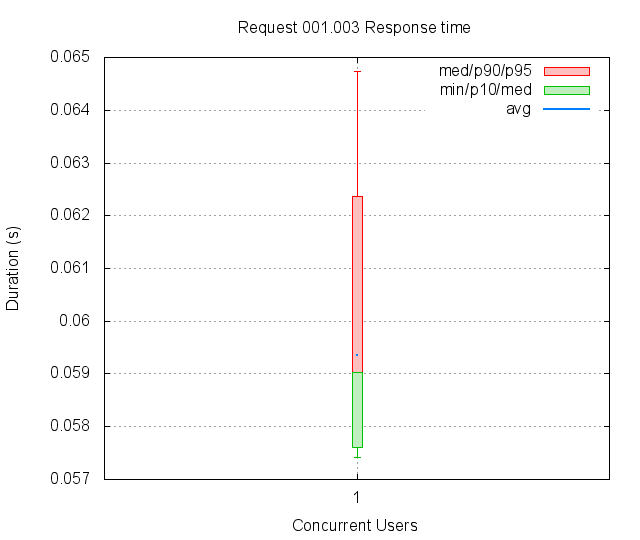 Request 001.003 Response time
0.065
0.064
0.063
0.062
0.061
0.06
0.059
0.058
0.057
Duration (s)
med/p90/p95
min/p10/med
avg
1
Concurrent Users